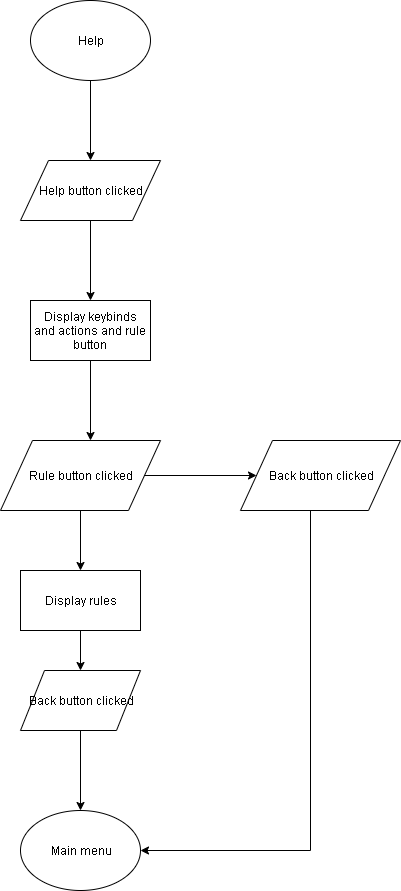 Help
Help button clicked
Display keybinds
and actions and rule
button
Rule button clicked
Back button clicked
Display rules
Back button clicked
Main menu